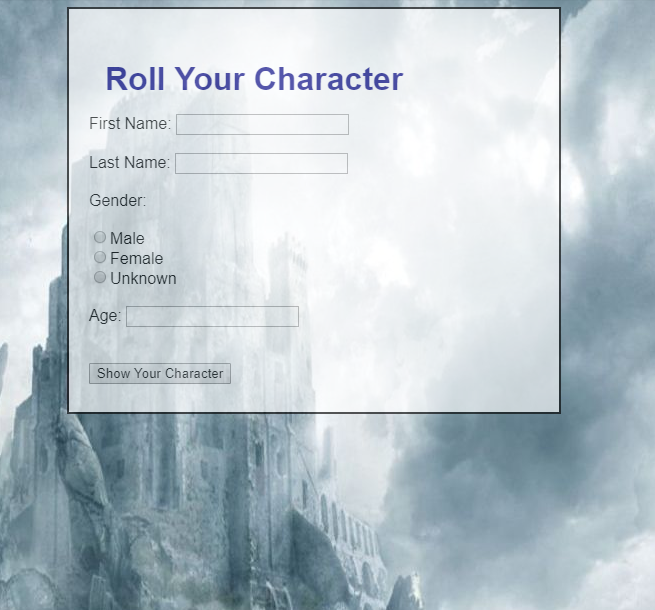 Roll Your Character
First Name:
Last Name:
Gender:
Male
Female
Unknown
Age:
Show Your Character